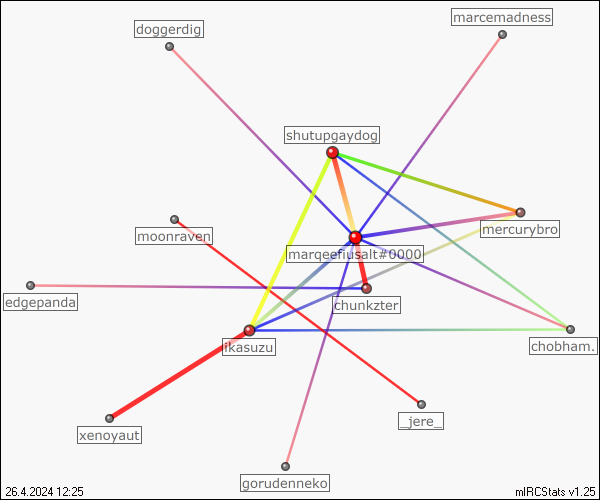 marcemadness
doggerdig
shutupgaydog
mercurybro
moonraven
marqeefiusalt#0000
edgepanda
chunkzter
ikasuzu
chobham.
_jere_
xenoyaut
gorudenneko
26.4.2024 12:25
mIRCStats v1.25